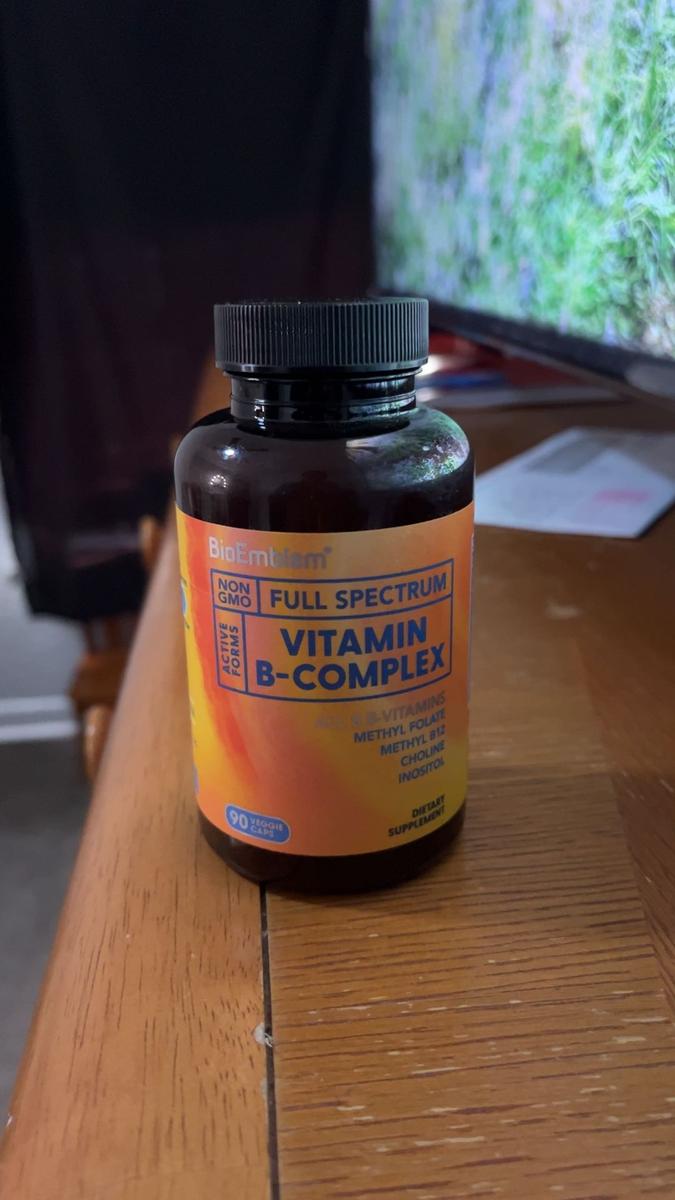 BioEmblem
NON
GMO
FULL SPECTRUM
ACTIVE
FORMS
VITAMIN
B-COMPLEX
ALL 8 B-VITAMINS
METHYL FOLATE
METHYL B12
CHOLINE
INOSITOL
90 VEGGIE
CAPS
DIETARY
SUPPLEMENT